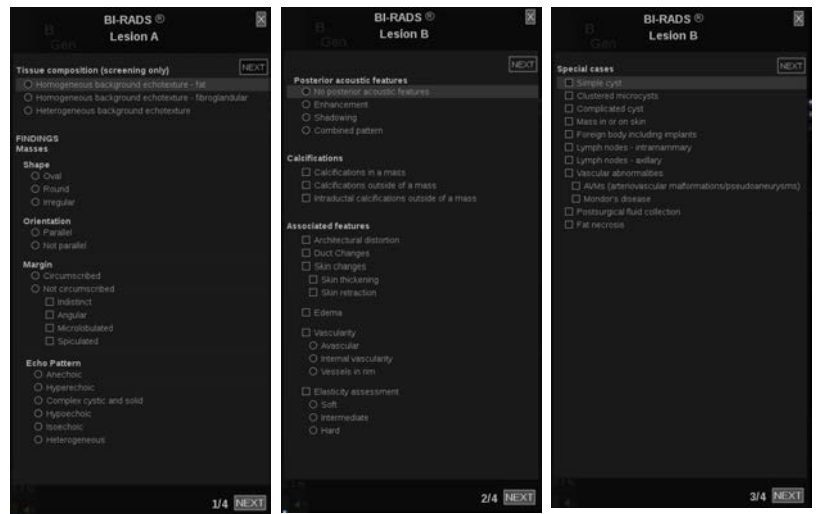 BI-RADS ®
X
Lesion A
NEXT
Tissue composition (screening only)
Homogeneous background echotexture - fat
Homogeneous background echotexture - fibroglandular
Heterogeneous background echotexture
FINDINGS
Masses
Shape
Oval
Round
Irregular
Orientation
Parallel
Not parallel
Margin
Circumscribed
Not circumscribed
Indistinct
Angular
Microlobulated
Spiculated
Echo Pattern
Anechoic
Hyperechoic
Complex cystic and solid
Hypoechoic
Isoechoic
Heterogeneous
1/4 NEXT
BI-RADS ®
X
B
Gen
Lesion B
NEXT
Posterior acoustic features
No posterior acoustic features
Enhancement
Shadowing
Combined pattern
Calcifications
Calcifications in a mass
Calcifications outside of a mass
Intraductal calcifications outside of a mass
Associated features
Architectural distortion
Duct Changes
Skin changes
Skin thickening
Skin retraction
Edema
Vascularity
Avascular
Internal vascularity
Vessels in rim
Elasticity assessment
Soft
Intermediate
Hard
2/4 NEXT
BI-RADS ®
X
B
Gen
Lesion B
NEXT
Special cases
Simple cyst
Clustered microcysts
Complicated cyst
Mass in or on skin
Foreign body including implants
Lymph nodes - intramammary
Lymph nodes - axillary
Vascular abnormalities
AVMs (arteriovascular malformations/pseudoaneurysms)
Mondor's disease
Postsurgical fluid collection
Fat necrosis
3/4 NEXT